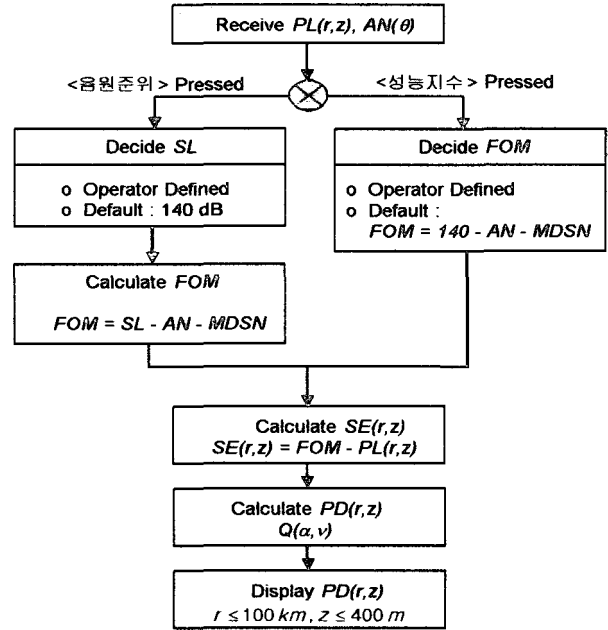 Receive PL(r,z), AN(θ)
<음원준위> Pressed
<성능지수> Pressed
Decide SL
o Operator Defined
o Default : 140 dB
Decide FOM
o Operator Defined
o Default :
FOM = 140 - AN - MDSN
Calculate FOM
FOM = SL - AN - MDSN
Calculate SE(r,z)
SE(r,z) = FOM - PL(r,z)
Calculate PD(r,z)
Q(α,ν)
Display PD(r,z)
r ≤ 100 km, z ≤ 400 m